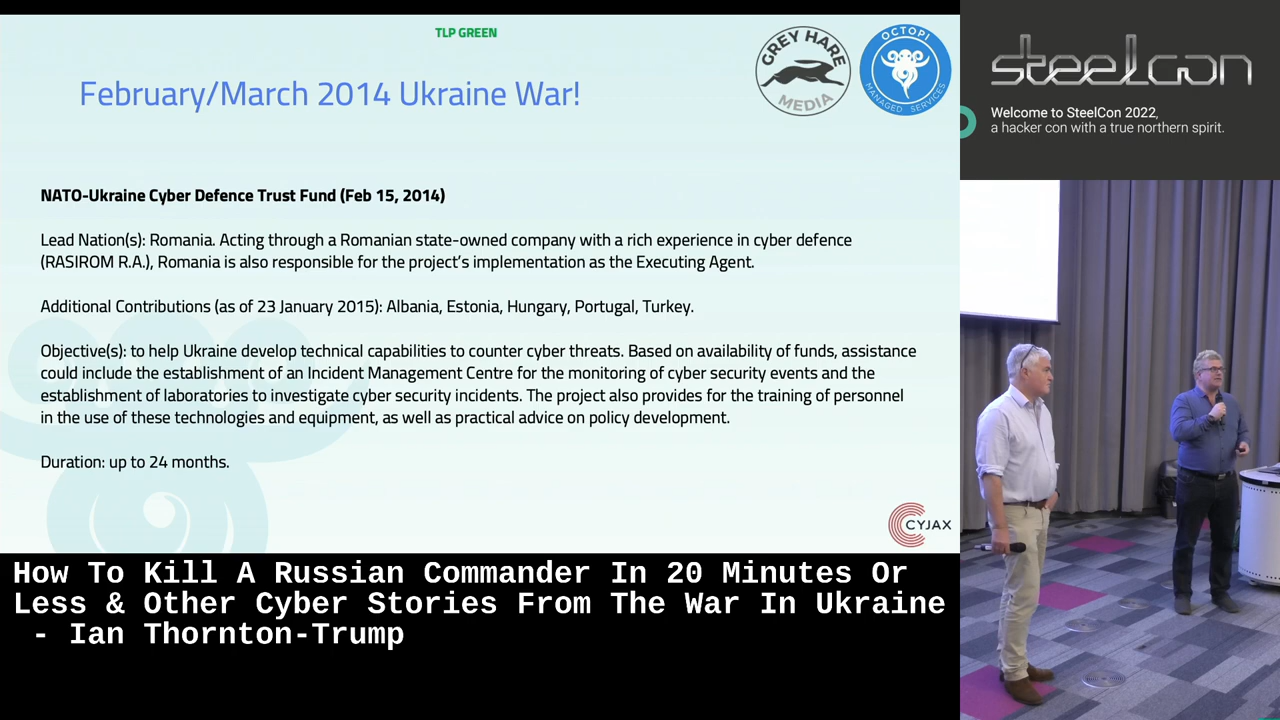 TLP GREEN
February/March 2014 Ukraine War!
GREY HARE
MEDIA
OCTOPI
MANAGED SERVICES
NATO-Ukraine Cyber Defence Trust Fund (Feb 15, 2014)
Lead Nation(s): Romania. Acting through a Romanian state-owned company with a rich experience in cyber defence
(RASIROM R.A.), Romania is also responsible for the project's implementation as the Executing Agent.
Additional Contributions (as of 23 January 2015): Albania, Estonia, Hungary, Portugal, Turkey.
Objective(s): to help Ukraine develop technical capabilities to counter cyber threats. Based on availability of funds, assistance
could include the establishment of an Incident Management Centre for the monitoring of cyber security events and the
establishment of laboratories to investigate cyber security incidents. The project also provides for the training of personnel
in the use of these technologies and equipment, as well as practical advice on policy development.
Duration: up to 24 months.
CYJAX
steelcon
Welcome to SteelCon 2022,
a hacker con with a true northern spirit.
How To Kill A Russian Commander In 20 Minutes Or
Less & Other Cyber Stories From The War In Ukraine
- Ian Thornton-Trump